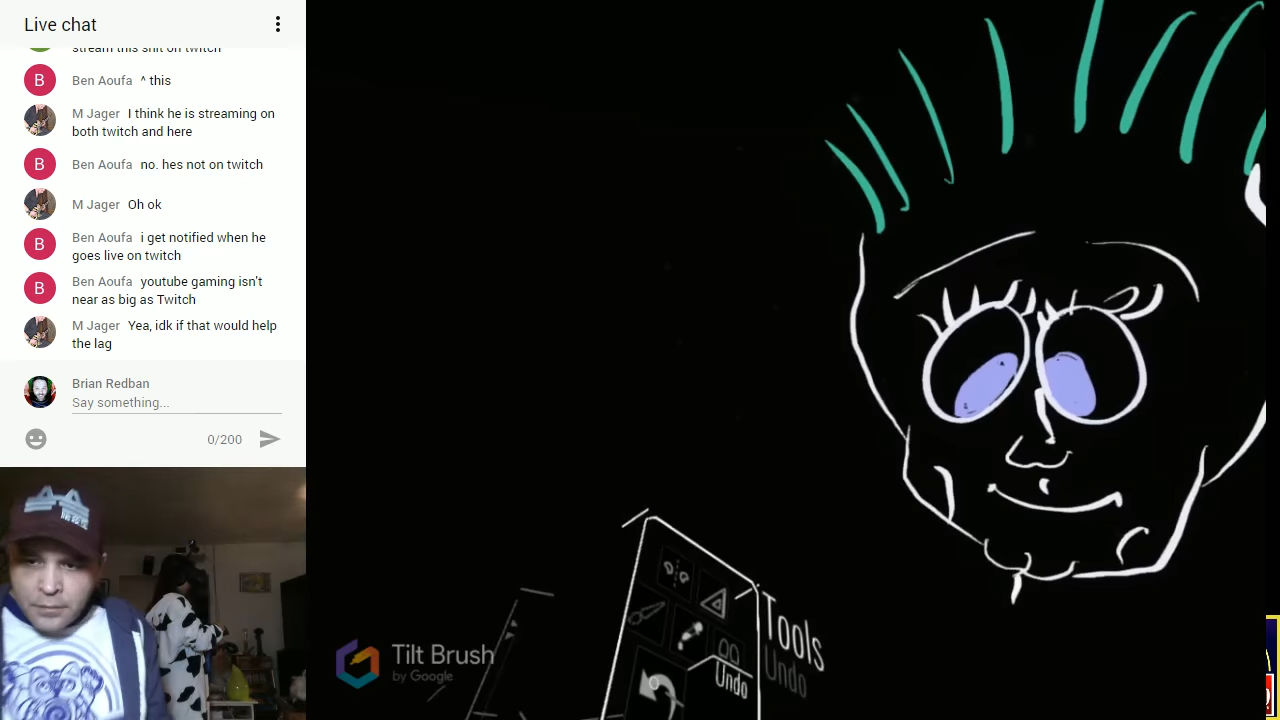 Live chat
stream this shit on twitch
B
Ben Aoufa ^ this
M Jager I think he is streaming on
both twitch and here
B
Ben Aoufa no. hes not on twitch
M Jager Oh ok
B
Ben Aoufa i get notified when he
goes live on twitch
B
Ben Aoufa youtube gaming isn't
near as big as Twitch
M Jager Yea, idk if that would help
the lag
Brian Redban
Say something...
0/200
Tools
Undo
Undo
Tilt Brush
by Google